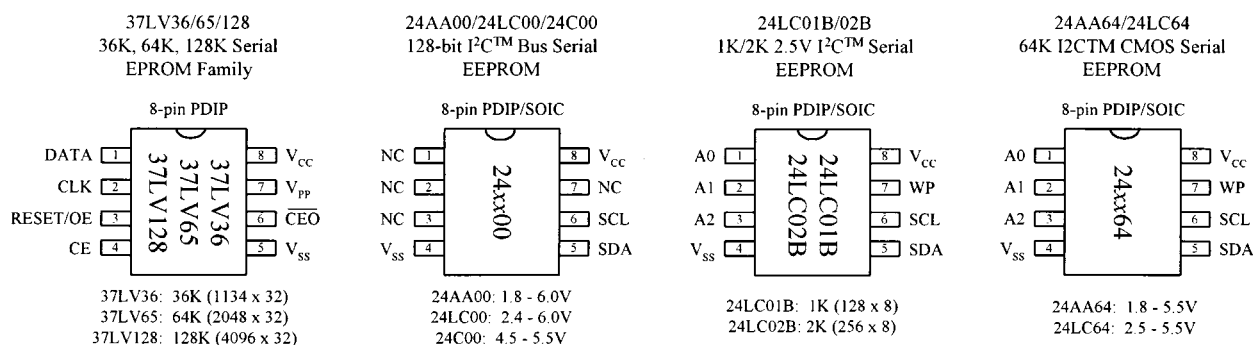 37LV36/65/128
36K, 64K, 128K Serial
EPROM Family
8-pin PDIP
DATA 1
CLK 2
RESET/OE 3
CE 4
8 VCC
7 VPP
6 CEO
5 VSS
37LV36
37LV65
37LV128
37LV36: 36K (1134 x 32)
37LV65: 64K (2048 x 32)
37LV128: 128K (4096 x 32)
24AA00/24LC00/24C00
128-bit I²C™ Bus Serial
EEPROM
8-pin PDIP/SOIC
NC 1
NC 2
NC 3
VSS 4
8 VCC
7 NC
6 SCL
5 SDA
24xx00
24AA00: 1.8 - 6.0V
24LC00: 2.4 - 6.0V
24C00: 4.5 - 5.5V
24LC01B/02B
1K/2K 2.5V I²C™ Serial
EEPROM
8-pin PDIP/SOIC
A0 1
A1 2
A2 3
VSS 4
8 VCC
7 WP
6 SCL
5 SDA
24LC01B
24LC02B
24LC01B: 1K (128 x 8)
24LC02B: 2K (256 x 8)
24AA64/24LC64
64K I2CTM CMOS Serial
EEPROM
8-pin PDIP/SOIC
A0 1
A1 2
A2 3
VSS 4
8 VCC
7 WP
6 SCL
5 SDA
24xx64
24AA64: 1.8 - 5.5V
24LC64: 2.5 - 5.5V